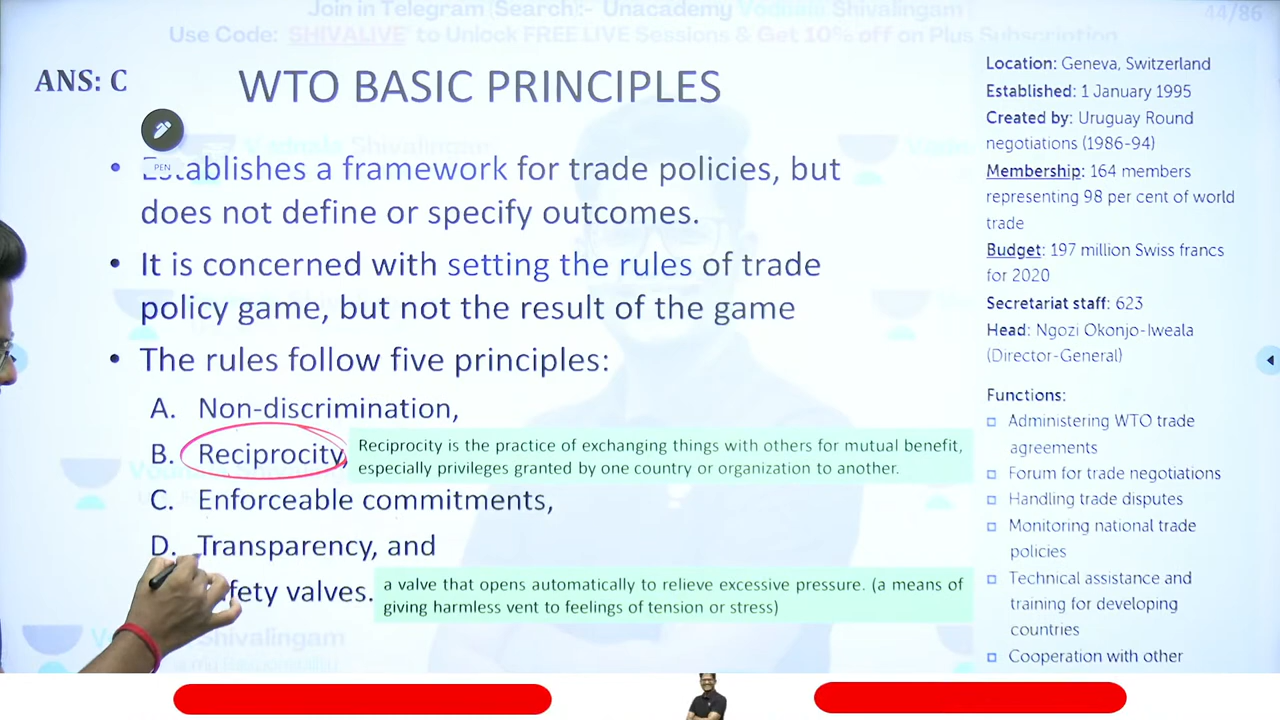 Join in Telegram (Search):- Unacademy Vodnala Shivalingam
44/86
Use Code: SHIVALIVE to Unlock FREE LIVE Sessions & Get 10% off on Plus Subscription
ANS: C
WTO BASIC PRINCIPLES
PEN
• Establishes a framework for trade policies, but
does not define or specify outcomes.
• It is concerned with setting the rules of trade
policy game, but not the result of the game
• The rules follow five principles:
A. Non-discrimination,
B. Reciprocity,
Reciprocity is the practice of exchanging things with others for mutual benefit,
especially privileges granted by one country or organization to another.
C. Enforceable commitments,
D. Transparency, and
fety valves.
a valve that opens automatically to relieve excessive pressure. (a means of
giving harmless vent to feelings of tension or stress)
Shivalingam
Location: Geneva, Switzerland
Established: 1 January 1995
Created by: Uruguay Round
negotiations (1986-94)
Membership: 164 members
representing 98 per cent of world
trade
Budget: 197 million Swiss francs
for 2020
Secretariat staff: 623
Head: Ngozi Okonjo-Iweala
(Director-General)
Functions:
Administering WTO trade
agreements
Forum for trade negotiations
Handling trade disputes
Monitoring national trade
policies
Technical assistance and
training for developing
countries
Cooperation with other